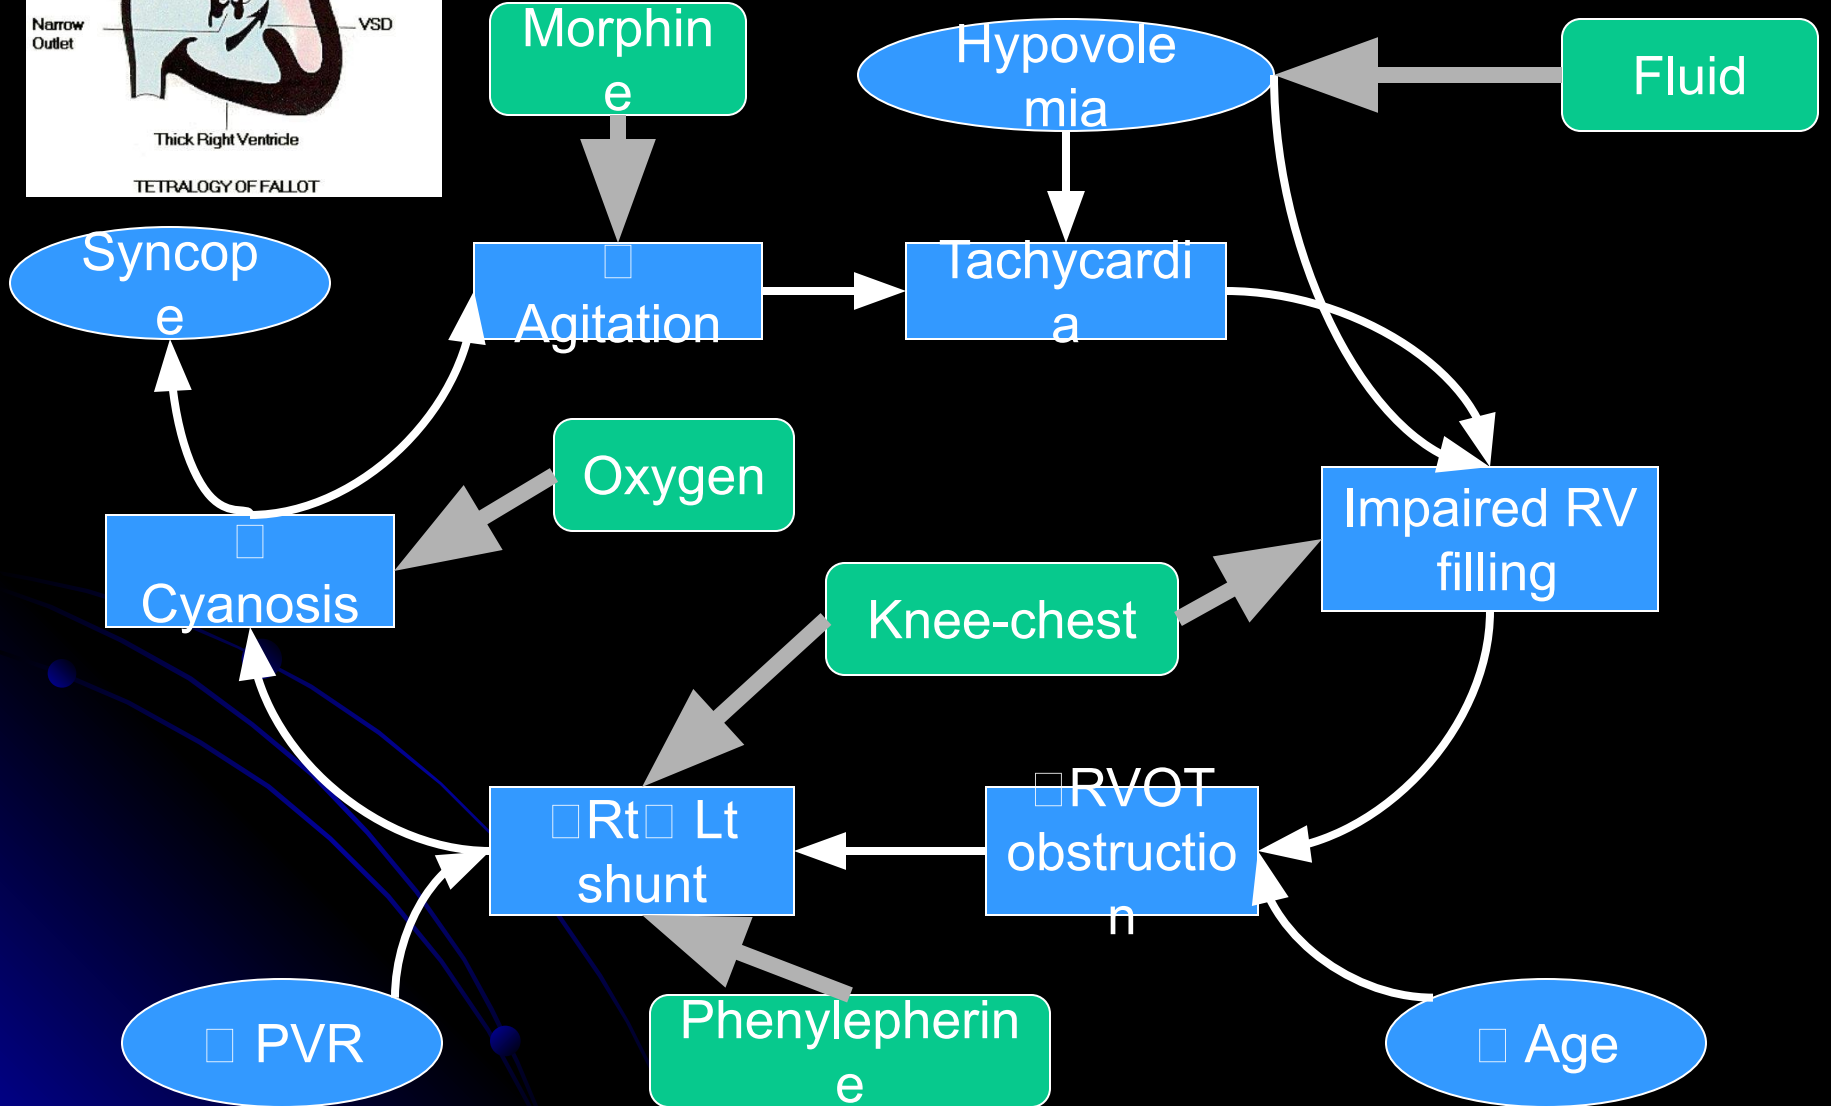 Narrow
Outlet
VSD
Thick Right Ventricle
TETRALOGY OF FALLOT
Morphin
e
Hypovole
mia
Fluid
Syncop
e
□
Agitation
Tachycardi
a
Oxygen
Impaired RV
filling
□
Cyanosis
Knee-chest
□Rt□ Lt
shunt
□RVOT
obstructio
n
□ PVR
Phenylepherin
e
□ Age